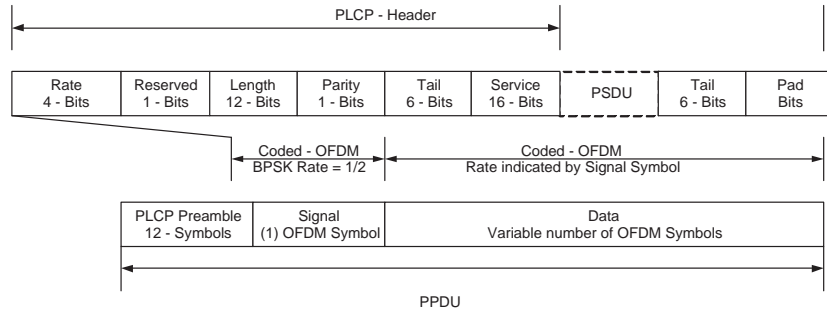 PLCP - Header
Rate
4 - Bits
Reserved
1 - Bits
Length
12 - Bits
Parity
1 - Bits
Tail
6 - Bits
Service
16 - Bits
PSDU
Tail
6 - Bits
Pad
Bits
Coded - OFDM
BPSK Rate = 1/2
Coded - OFDM
Rate indicated by Signal Symbol
PLCP Preamble
12 - Symbols
Signal
(1) OFDM Symbol
Data
Variable number of OFDM Symbols
PPDU